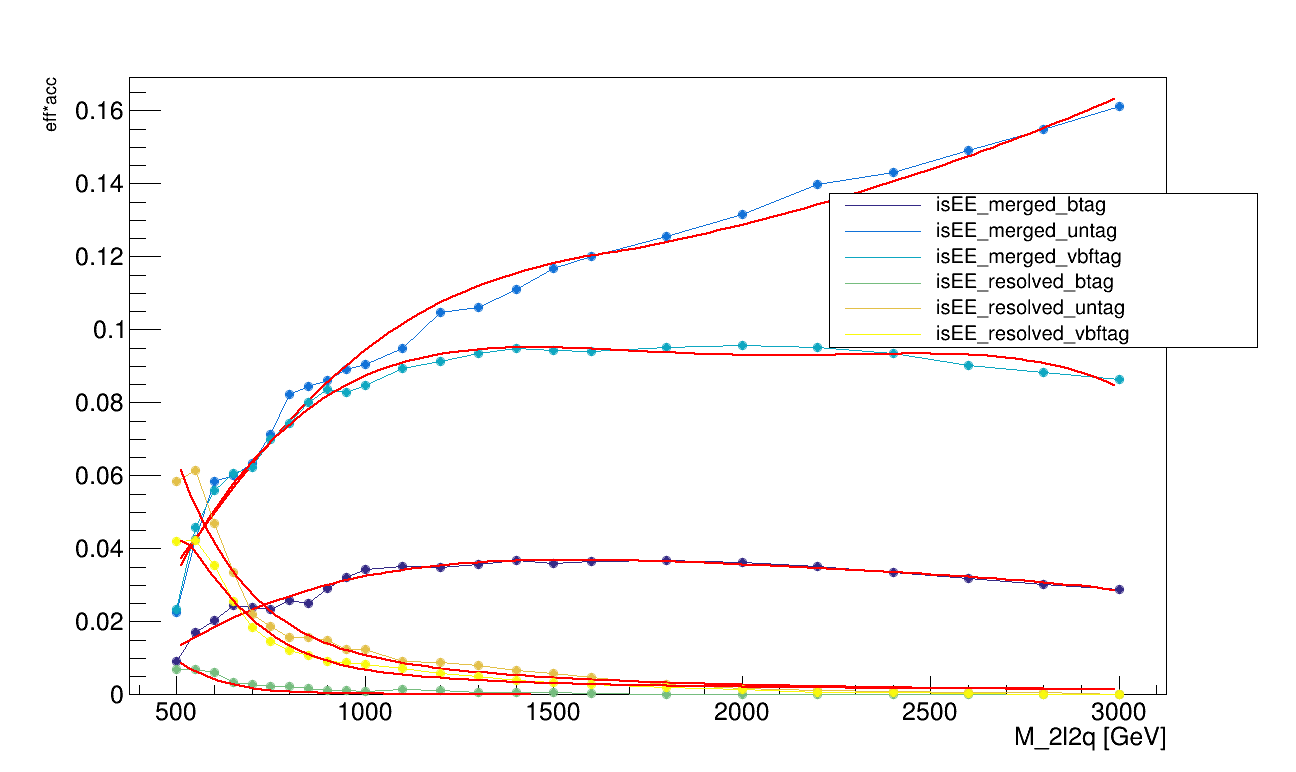 eff*acc
0.16
0.14
0.12
0.1
0.08
0.06
0.04
0.02
0
isEE_merged_btag
isEE_merged_untag
isEE_merged_vbftag
isEE_resolved_btag
isEE_resolved_untag
isEE_resolved_vbftag
500 1000 1500 2000 2500 3000
M_2l2q [GeV]